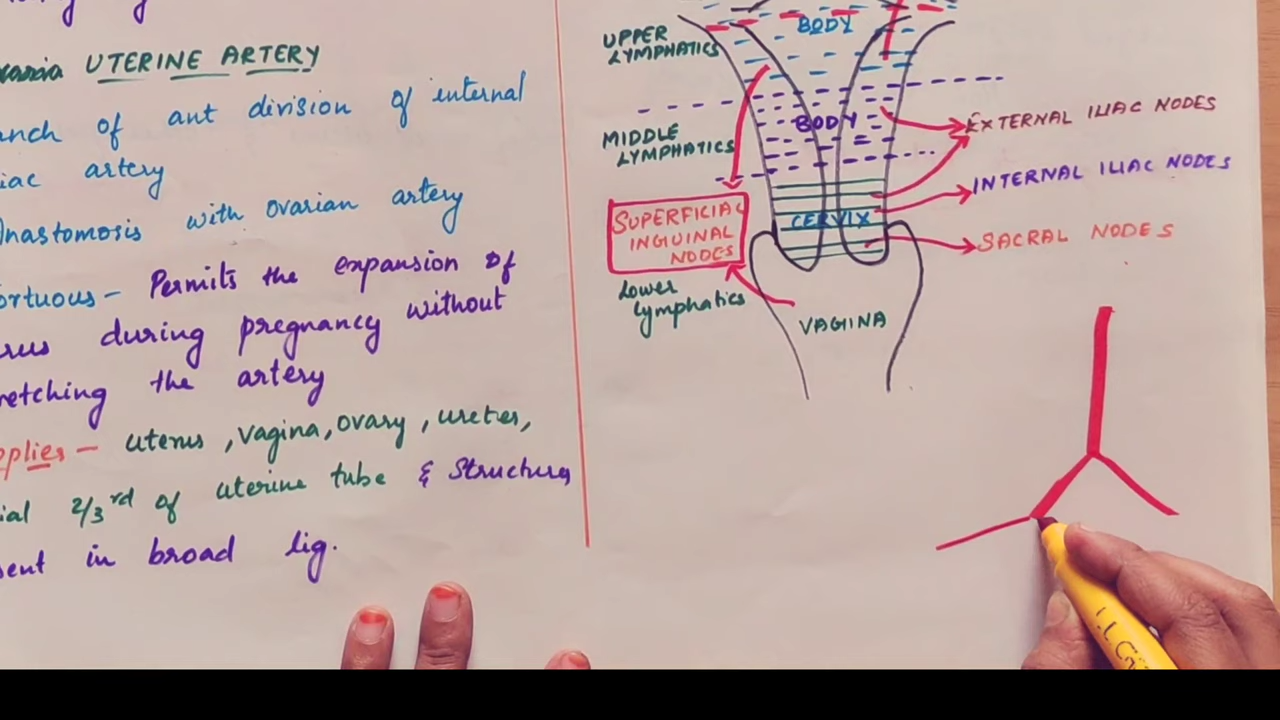 UTERINE ARTERY
of ant division of internal
artery
with ovarian artery
Permits the expansion of
during pregnancy without
the artery
uterus, vagina, ovary, ureter,
2/3rd of uterine tube & Structures
in broad lig.
BODY
UPPER
LYMPHATICS
BODY
MIDDLE
LYMPHATICS
EXTERNAL ILIAC NODES
INTERNAL ILIAC NODES
SUPERFICIAL
INGUINAL
NODES
CERVIX
SACRAL NODES
Lower
lymphatics
VAGINA